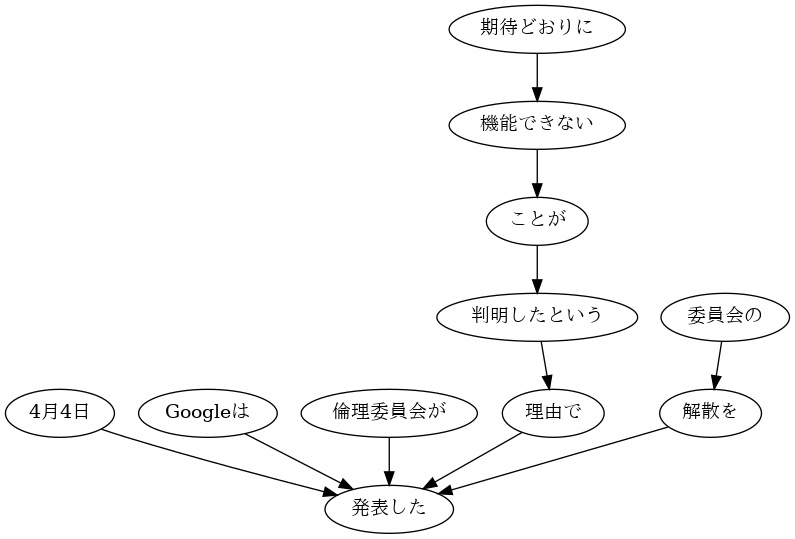 期待どおりに
機能できない
ことが
判明したという
委員会の
4月4日
Googleは
倫理委員会が
理由で
解散を
発表した